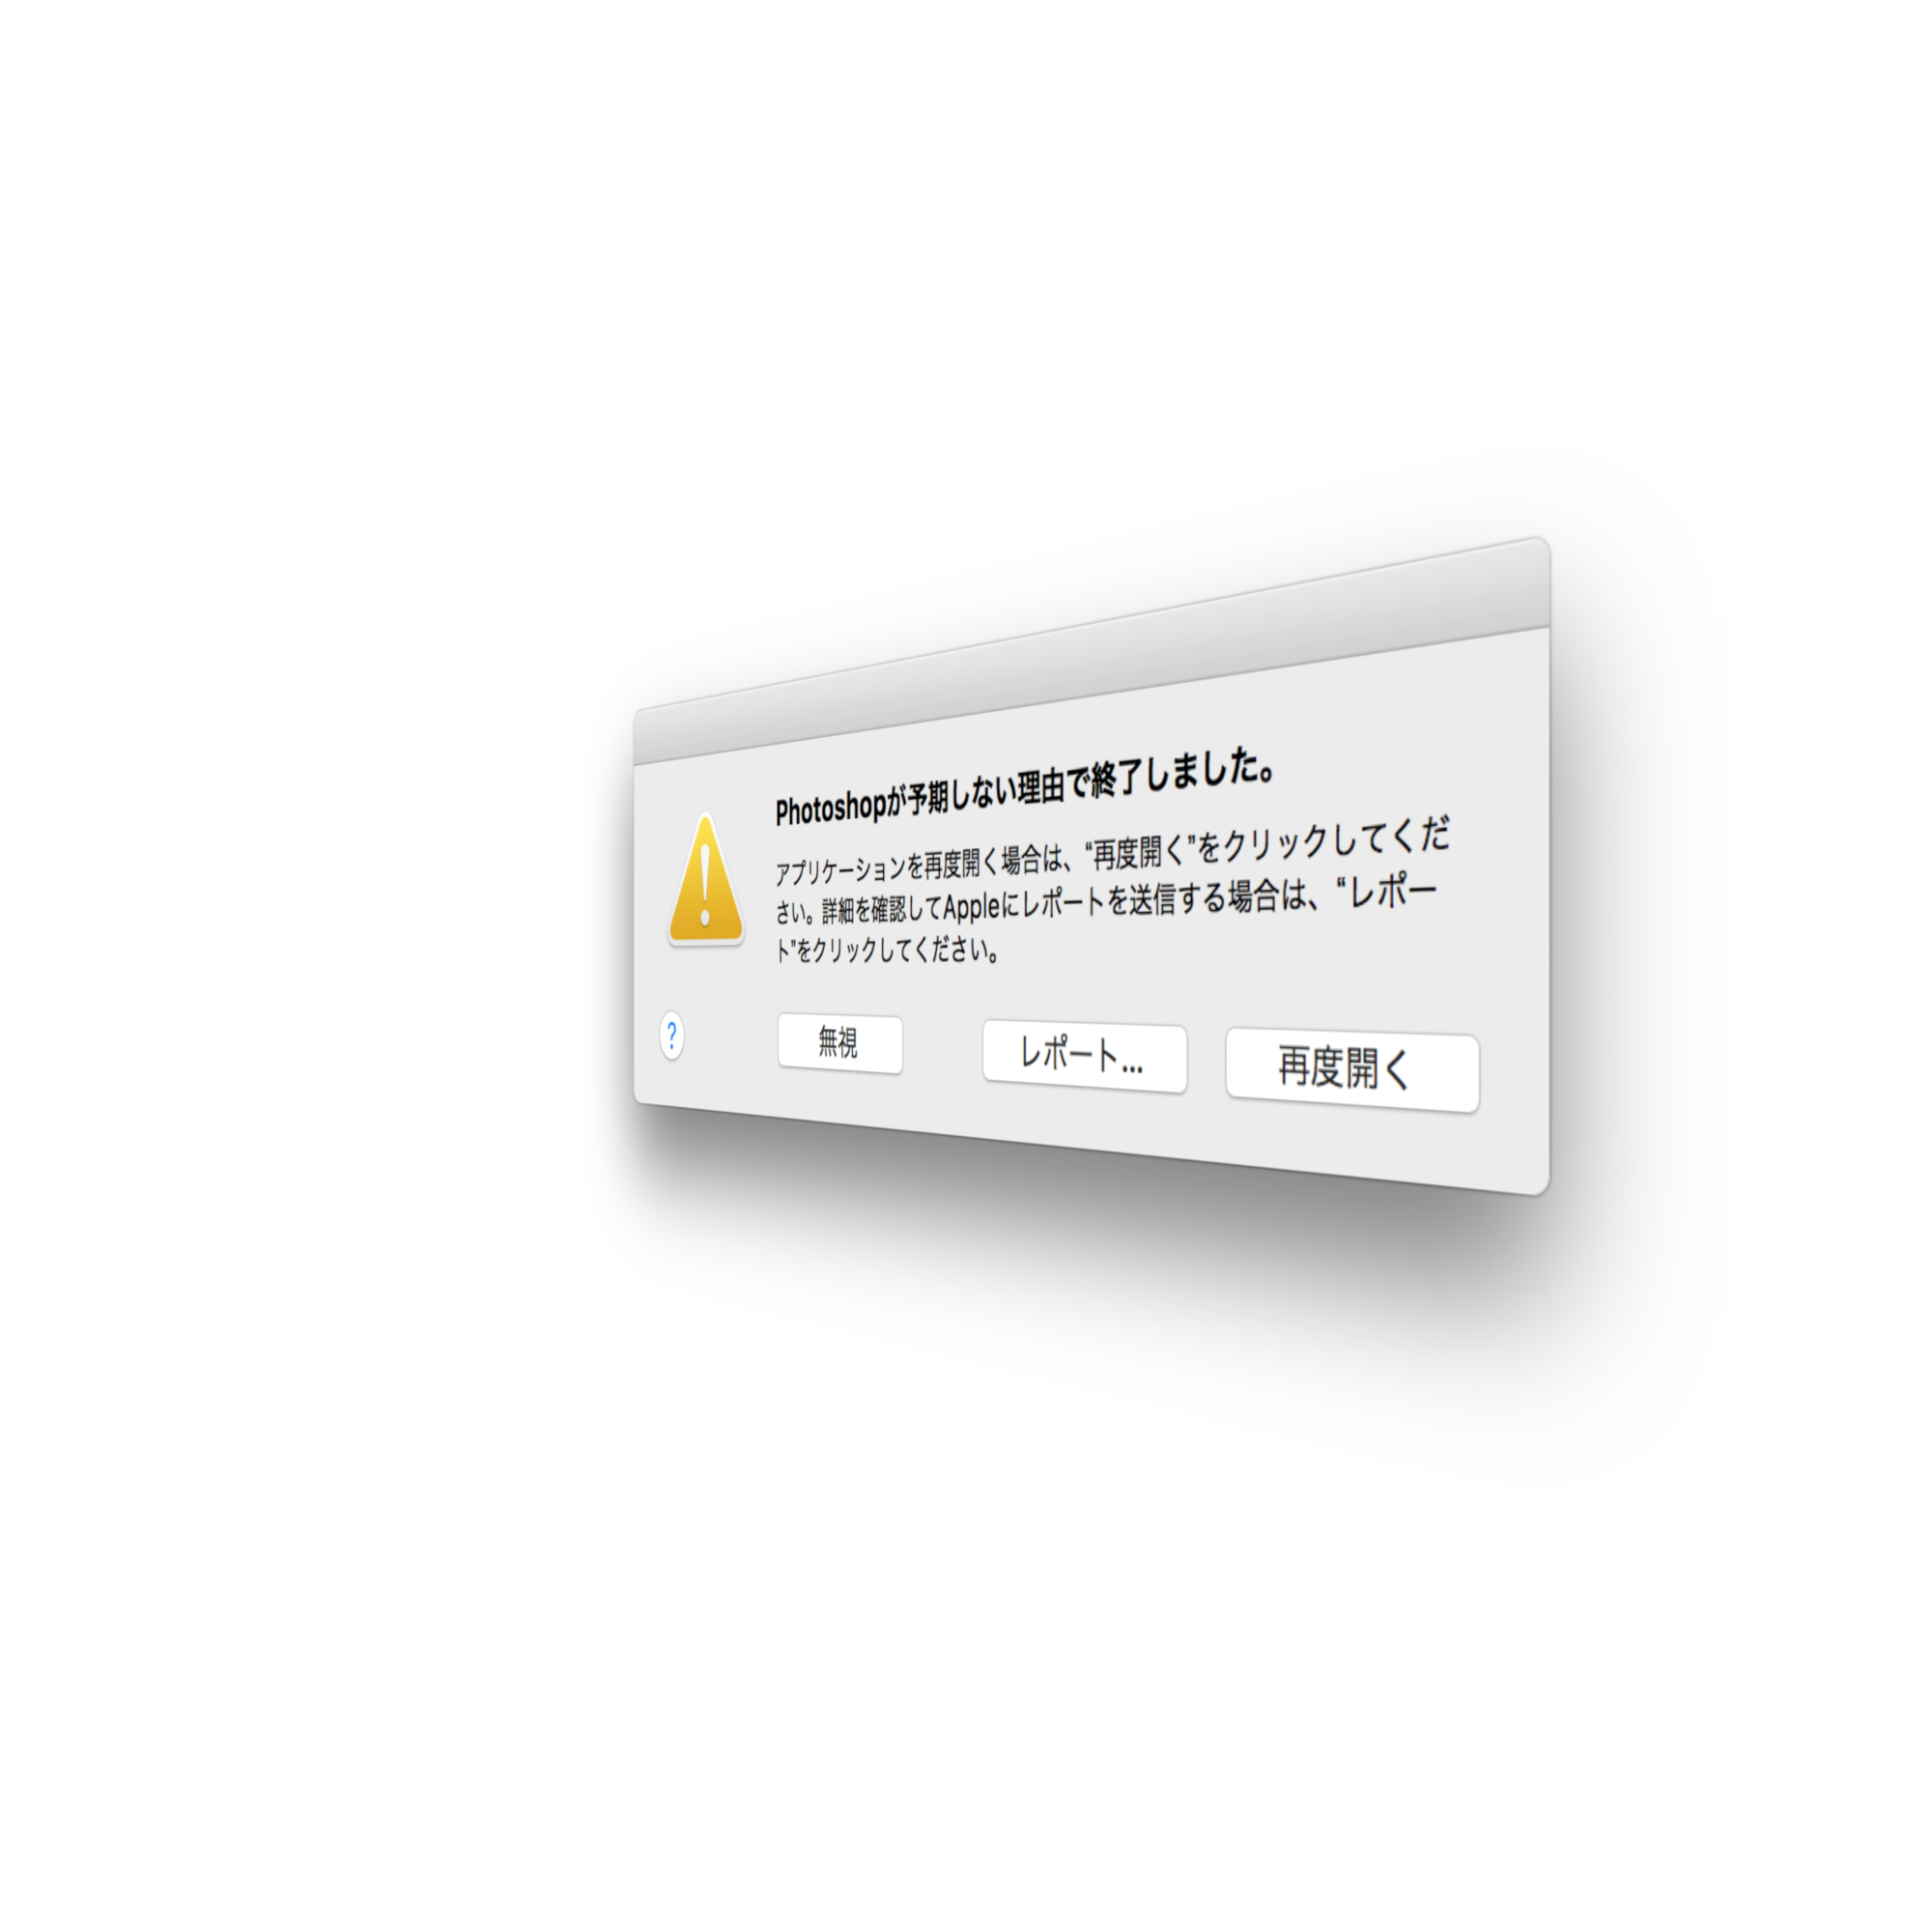 Photoshopが予期しない理由で終了しました。
アプリケーションを再度開く場合は、“再度開く”をクリックしてくだ
さい。詳細を確認してAppleにレポートを送信する場合は、“レポー
ト”をクリックしてください。
?
無視
レポート...
再度開く